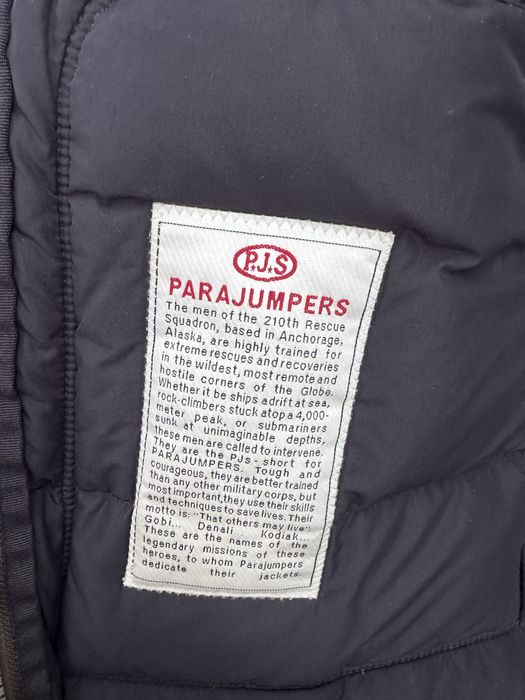 P.J.S
PARAJUMPERS
The men of the 210th Rescue
Squadron, based in Anchorage,
Alaska, are highly trained for
extreme rescues and recoveries
in the wildest, most remote and
hostile corners of the Globe.
Whether it be ships adrift at sea,
rock-climbers stuck atop a 4,000-
meter peak, or submariners
sunk at unimaginable depths,
these men are called to intervene.
They are the PJs - short for
PARAJUMPERS. Tough and
courageous, they are better trained
than any other military corps, but
most important,they use their skills
and techniques to save lives. Their
motto is: "That others may live".
Gobi... Denali Kodiak...
These are the names of the
legendary missions of these
heroes, to whom Parajumpers
dedicate their jackets.